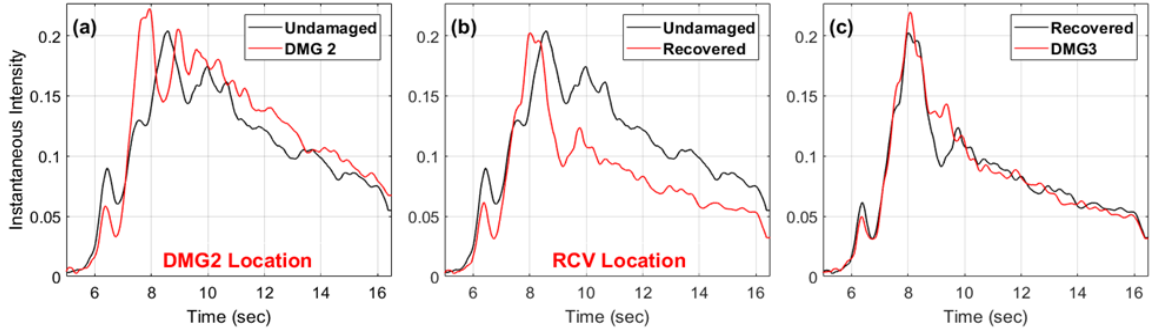 (a)
Undamaged
DMG 2
DMG2 Location
Instantaneous Intensity
0.2
0.15
0.1
0.05
0
6 8 10 12 14 16
Time (sec)
(b)
Undamaged
Recovered
RCV Location
0.2
0.15
0.1
0.05
0
6 8 10 12 14 16
Time (sec)
(c)
Recovered
DMG3
0.2
0.15
0.1
0.05
0
6 8 10 12 14 16
Time (sec)